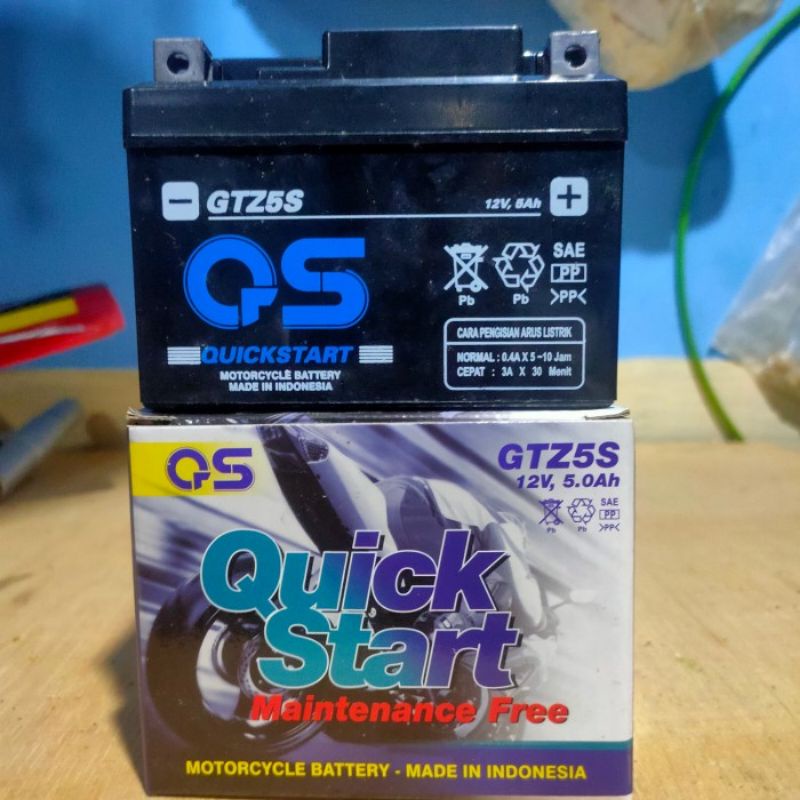 − GTZ5S 12V, 5Ah +
QS
QUICKSTART
MOTORCYCLE BATTERY
MADE IN INDONESIA
Pb Pb
SAE
PP
>PP<
CARA PENGISIAN ARUS LISTRIK
NORMAL : 0.4A X 5-10 Jam
CEPAT : 3A X 30 Menit
QS
GTZ5S
12V, 5.0Ah
Pb Pb
SAE
PP
>PP<
Quick
Start
Maintenance Free
MOTORCYCLE BATTERY - MADE IN INDONESIA